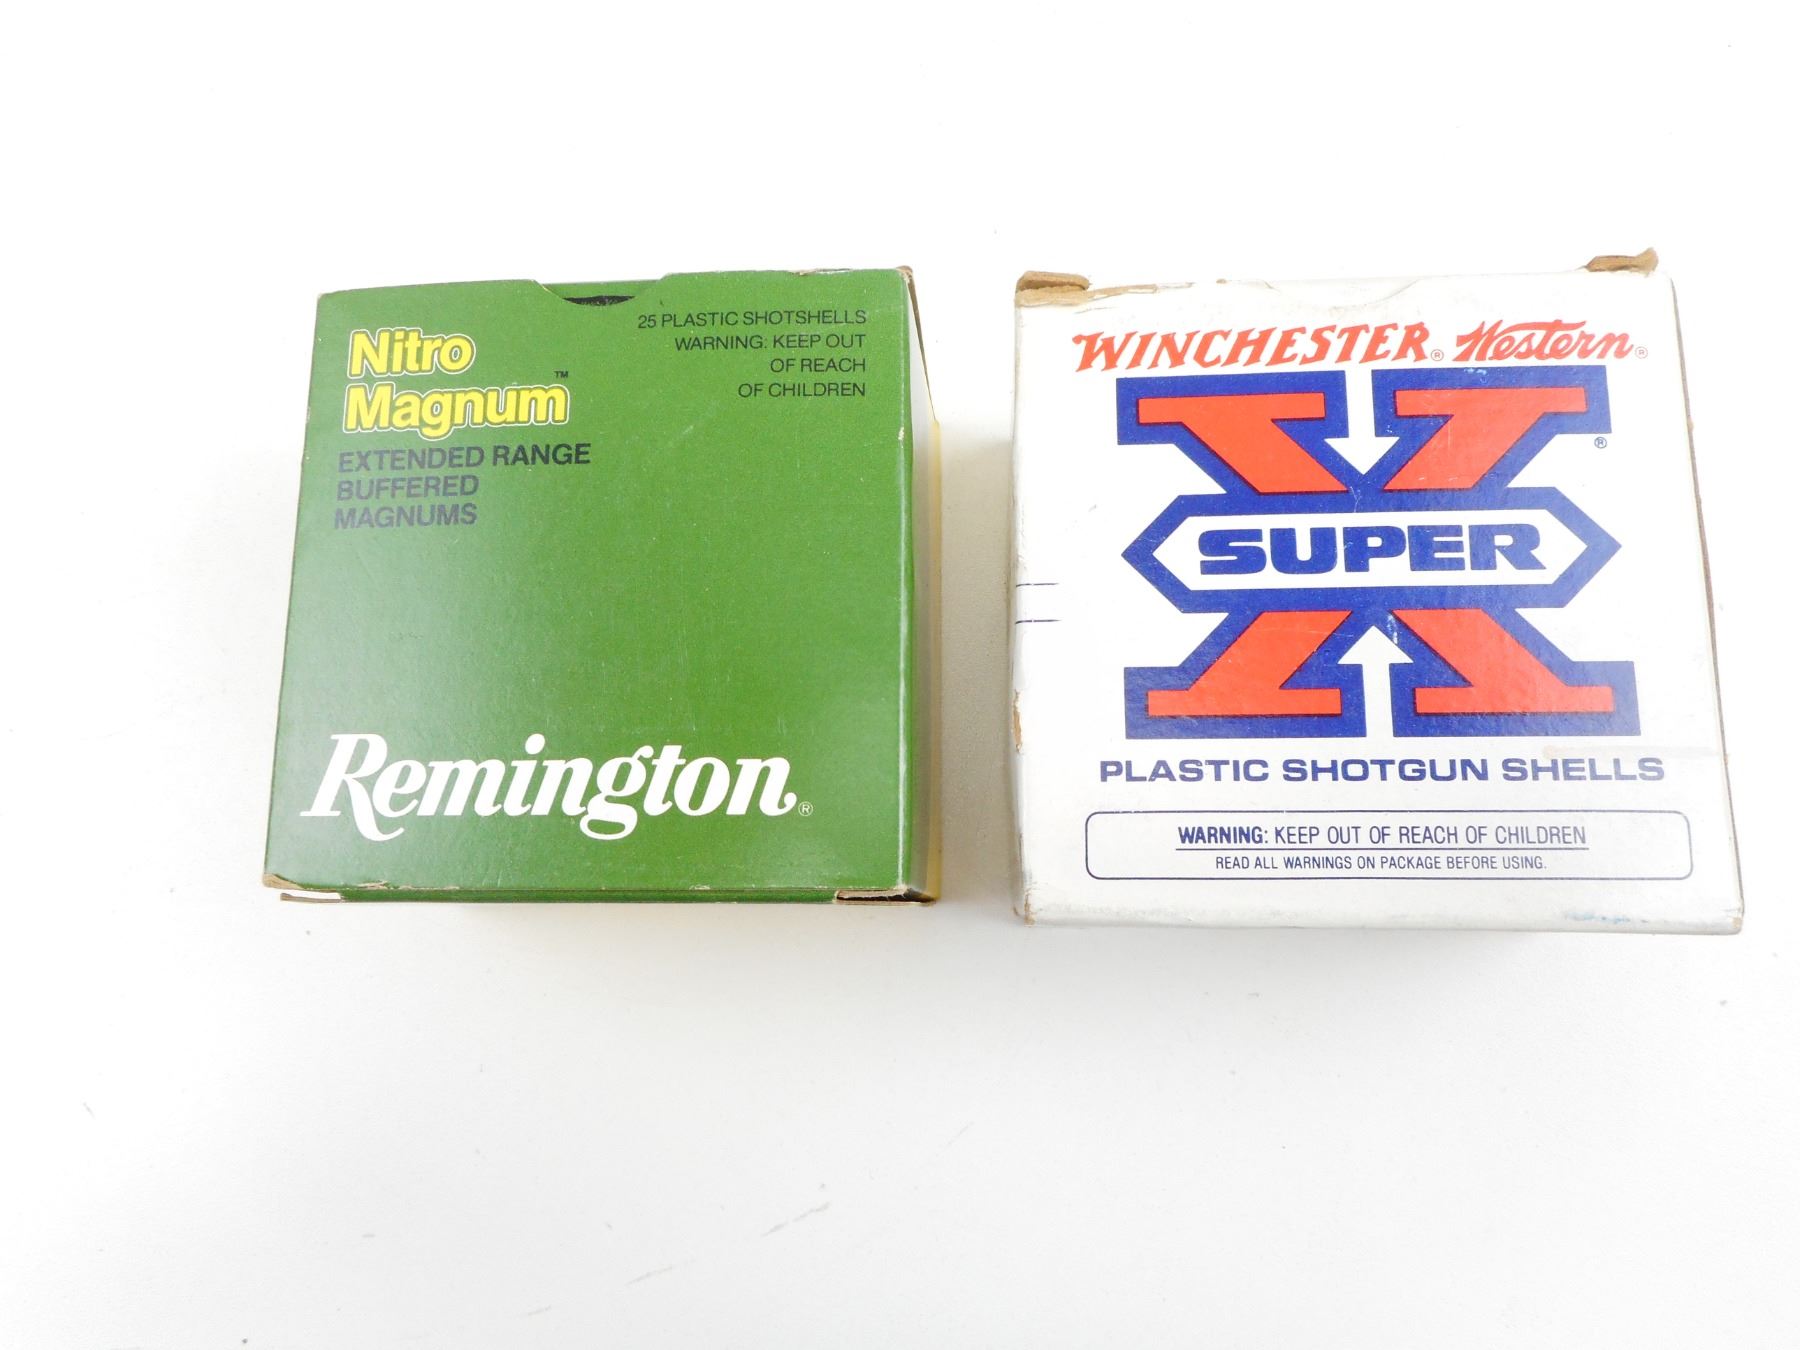 Nitro
Magnum™
EXTENDED RANGE
BUFFERED
MAGNUMS
25 PLASTIC SHOTSHELLS
WARNING: KEEP OUT
OF REACH
OF CHILDREN
Remington®
WINCHESTER® Western®
X®
SUPER
PLASTIC SHOTGUN SHELLS
WARNING: KEEP OUT OF REACH OF CHILDREN
READ ALL WARNINGS ON PACKAGE BEFORE USING.